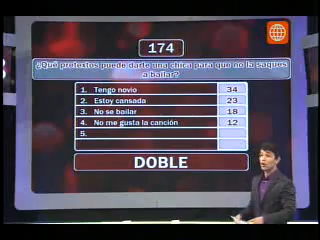 174
¿Qué pretextos puede darte una chica para que no la saques
a bailar?
1. Tengo novio 34
2. Estoy cansada 23
3. No se bailar 18
4. No me gusta la canción 12
5.
DOBLE